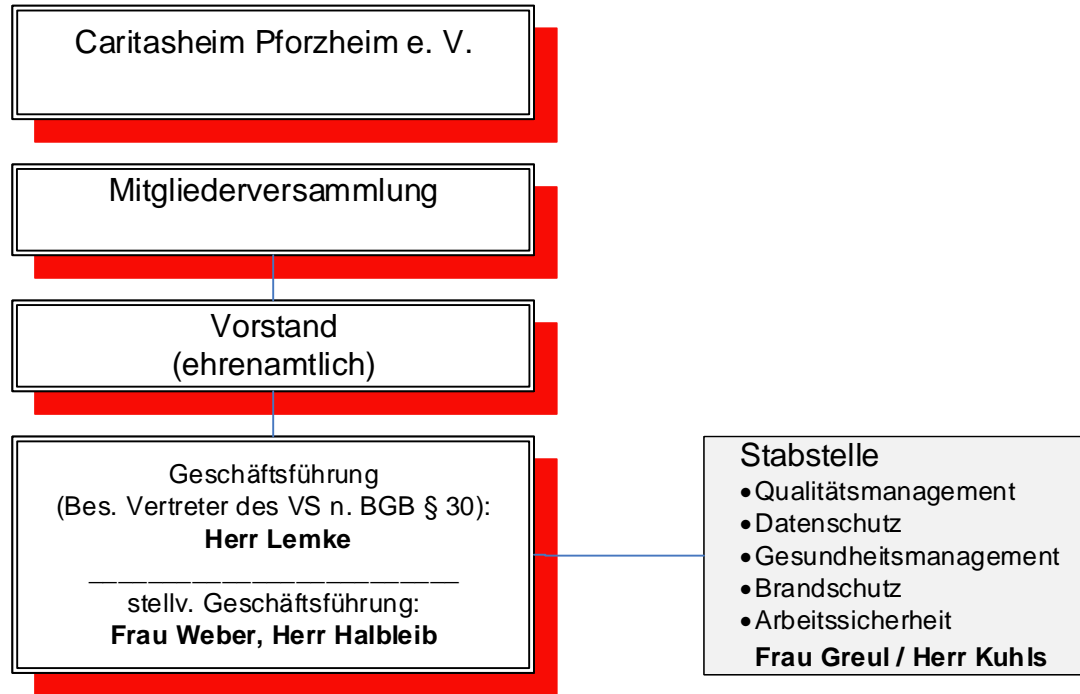 Caritasheim Pforzheim e. V.
Mitgliederversammlung
Vorstand
(ehrenamtlich)
Geschäftsführung
(Bes. Vertreter des VS n. BGB § 30):
Herr Lemke
stellv. Geschäftsführung:
Frau Weber, Herr Halbleib
Stabstelle
• Qualitätsmanagement
• Datenschutz
• Gesundheitsmanagement
• Brandschutz
• Arbeitssicherheit
Frau Greul / Herr Kuhls